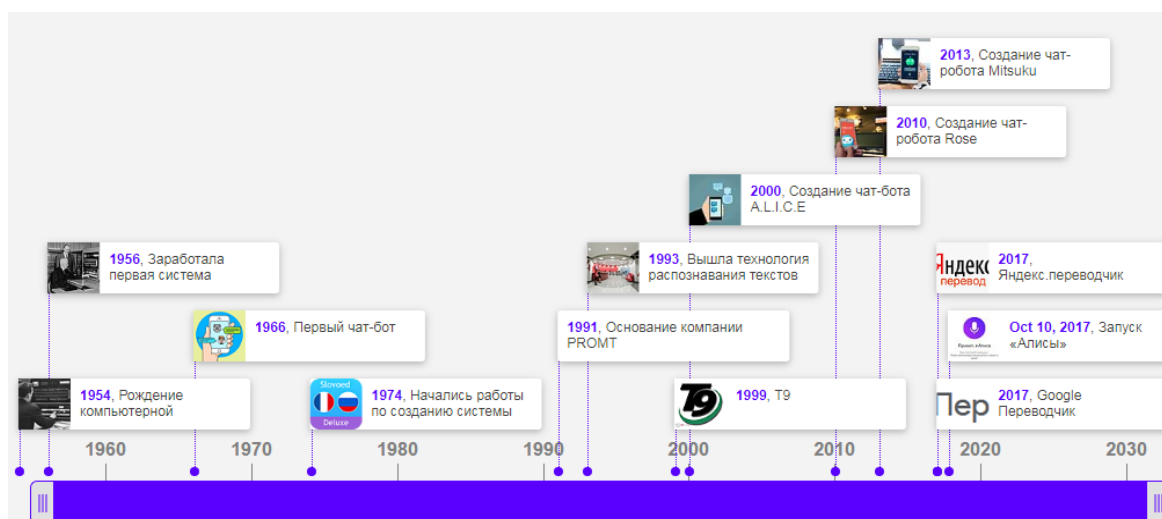 2013, Создание чат-
робота Mitsuku
2010, Создание чат-
робота Rose
2000, Создание чат-бота
A.L.I.C.E
1956, Заработала
первая система
1993, Вышла технология
распознавания текстов
Яндекс
перевод
2017,
Яндекс.переводчик
1966, Первый чат-бот
1991, Основание компании
PROMT
Oct 10, 2017, Запуск
«Алисы»
1954, Рождение
компьютерной
Slovoed
Deluxe
1974, Начались работы
по созданию системы
T9
1999, T9
Пер
2017, Google
Переводчик
1960 1970 1980 1990 2000 2010 2020 2030